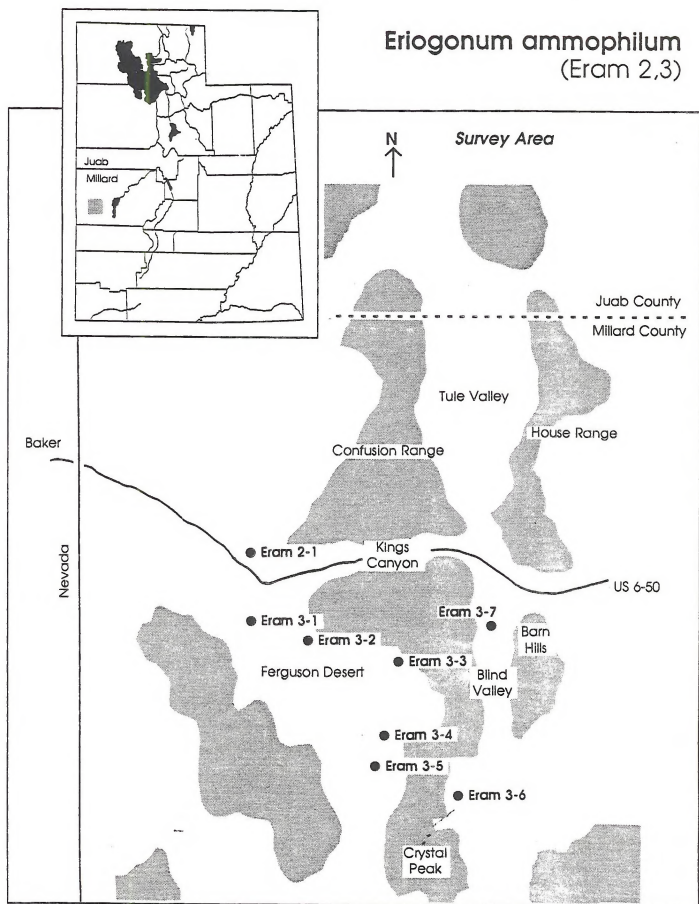 Eriogonum ammophilum
(Eram 2,3)
Juab
Millard
N
Survey Area
Juab County
Millard County
Tule Valley
House Range
Baker
Confusion Range
Nevada
Eram 2-1
Kings
Canyon
US 6-50
Eram 3-1
Eram 3-2
Eram 3-7
Barn
Hills
Ferguson Desert
Eram 3-3
Blind
Valley
Eram 3-4
Eram 3-5
Eram 3-6
Crystal
Peak